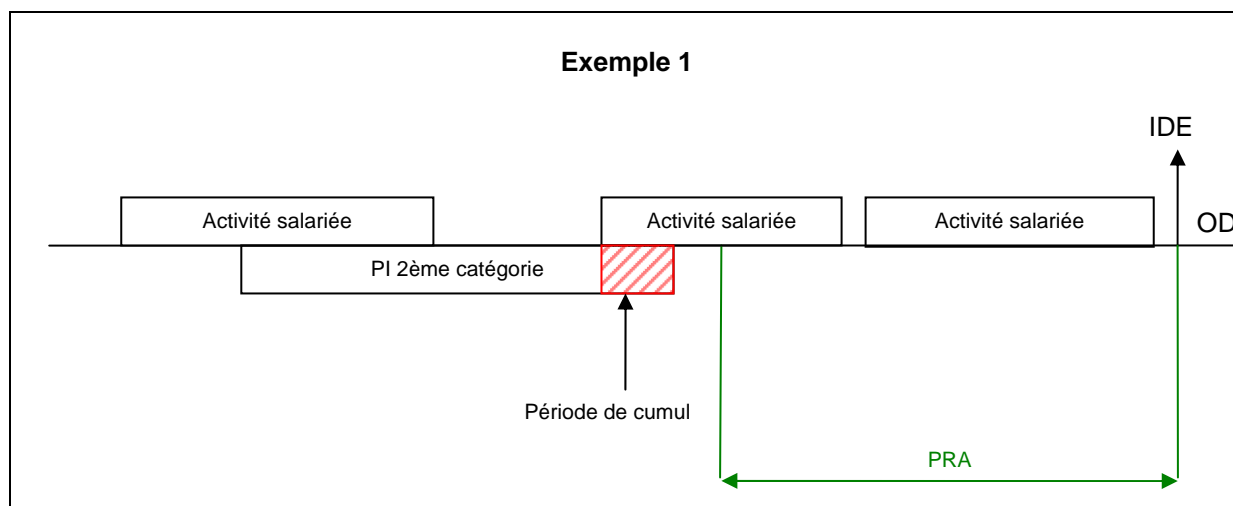 Exemple 1
IDE
Activité salariée
Activité salariée
Activité salariée
OD
PI 2ème catégorie
Période de cumul
PRA